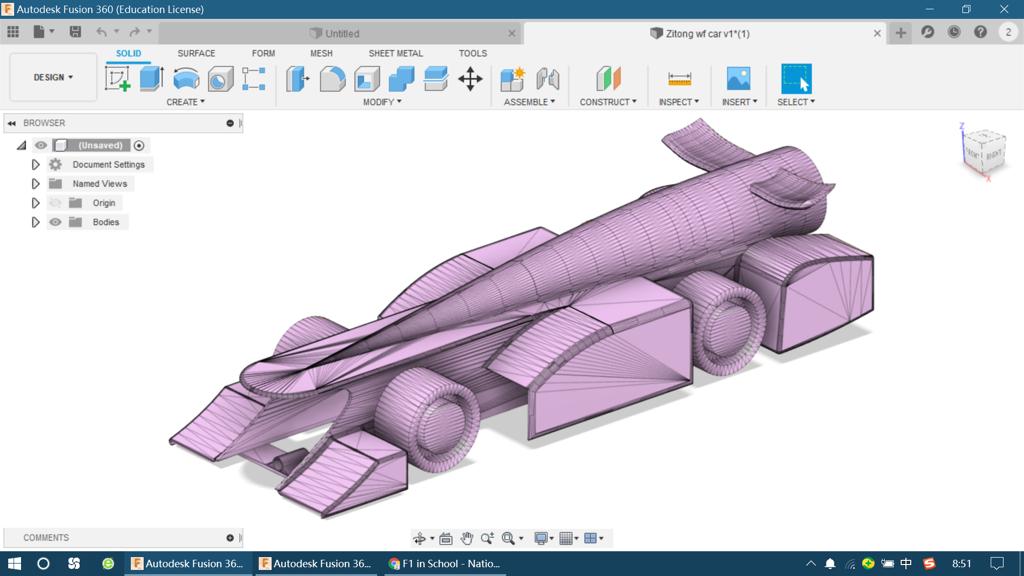 Autodesk Fusion 360 (Education License)
Untitled
Zitong wf car v1*(1)
2
SOLID
SURFACE
FORM
MESH
SHEET METAL
TOOLS
DESIGN
CREATE
MODIFY
ASSEMBLE
CONSTRUCT
INSPECT
INSERT
SELECT
BROWSER
(Unsaved)
Document Settings
Named Views
Origin
Bodies
Z
FRONT
RIGHT
X
COMMENTS
Autodesk Fusion 36...
Autodesk Fusion 36...
F1 in School - Natio...
中
8:51